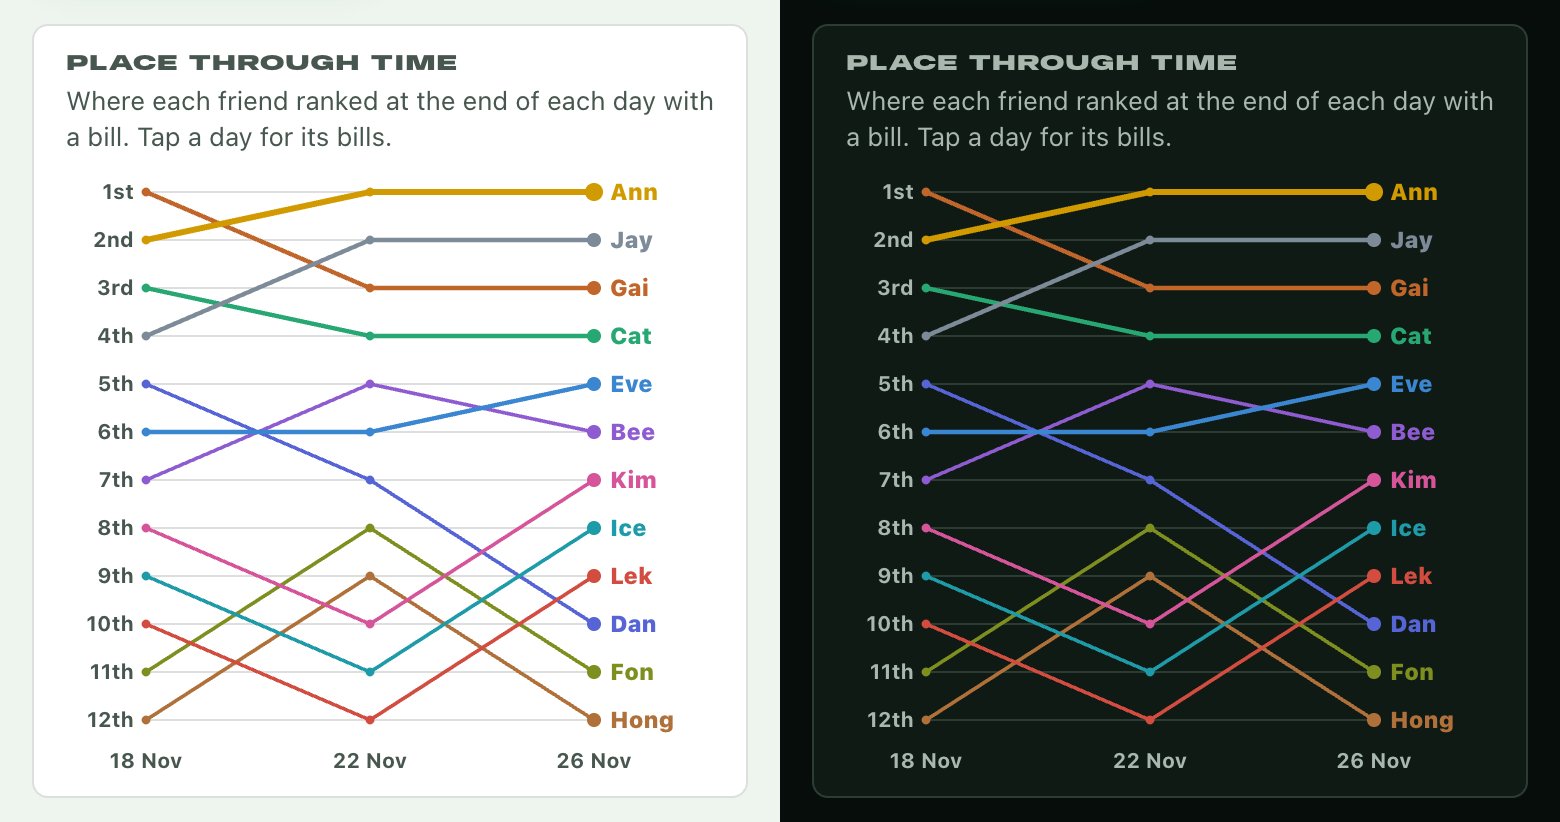 PLACE THROUGH TIME
Where each friend ranked at the end of each day with
a bill. Tap a day for its bills.
1st Ann
2nd Jay
3rd Gai
4th Cat
5th Eve
6th Bee
7th Kim
8th Ice
9th Lek
10th Dan
11th Fon
12th Hong
18 Nov 22 Nov 26 Nov
PLACE THROUGH TIME
Where each friend ranked at the end of each day with
a bill. Tap a day for its bills.
1st Ann
2nd Jay
3rd Gai
4th Cat
5th Eve
6th Bee
7th Kim
8th Ice
9th Lek
10th Dan
11th Fon
12th Hong
18 Nov 22 Nov 26 Nov